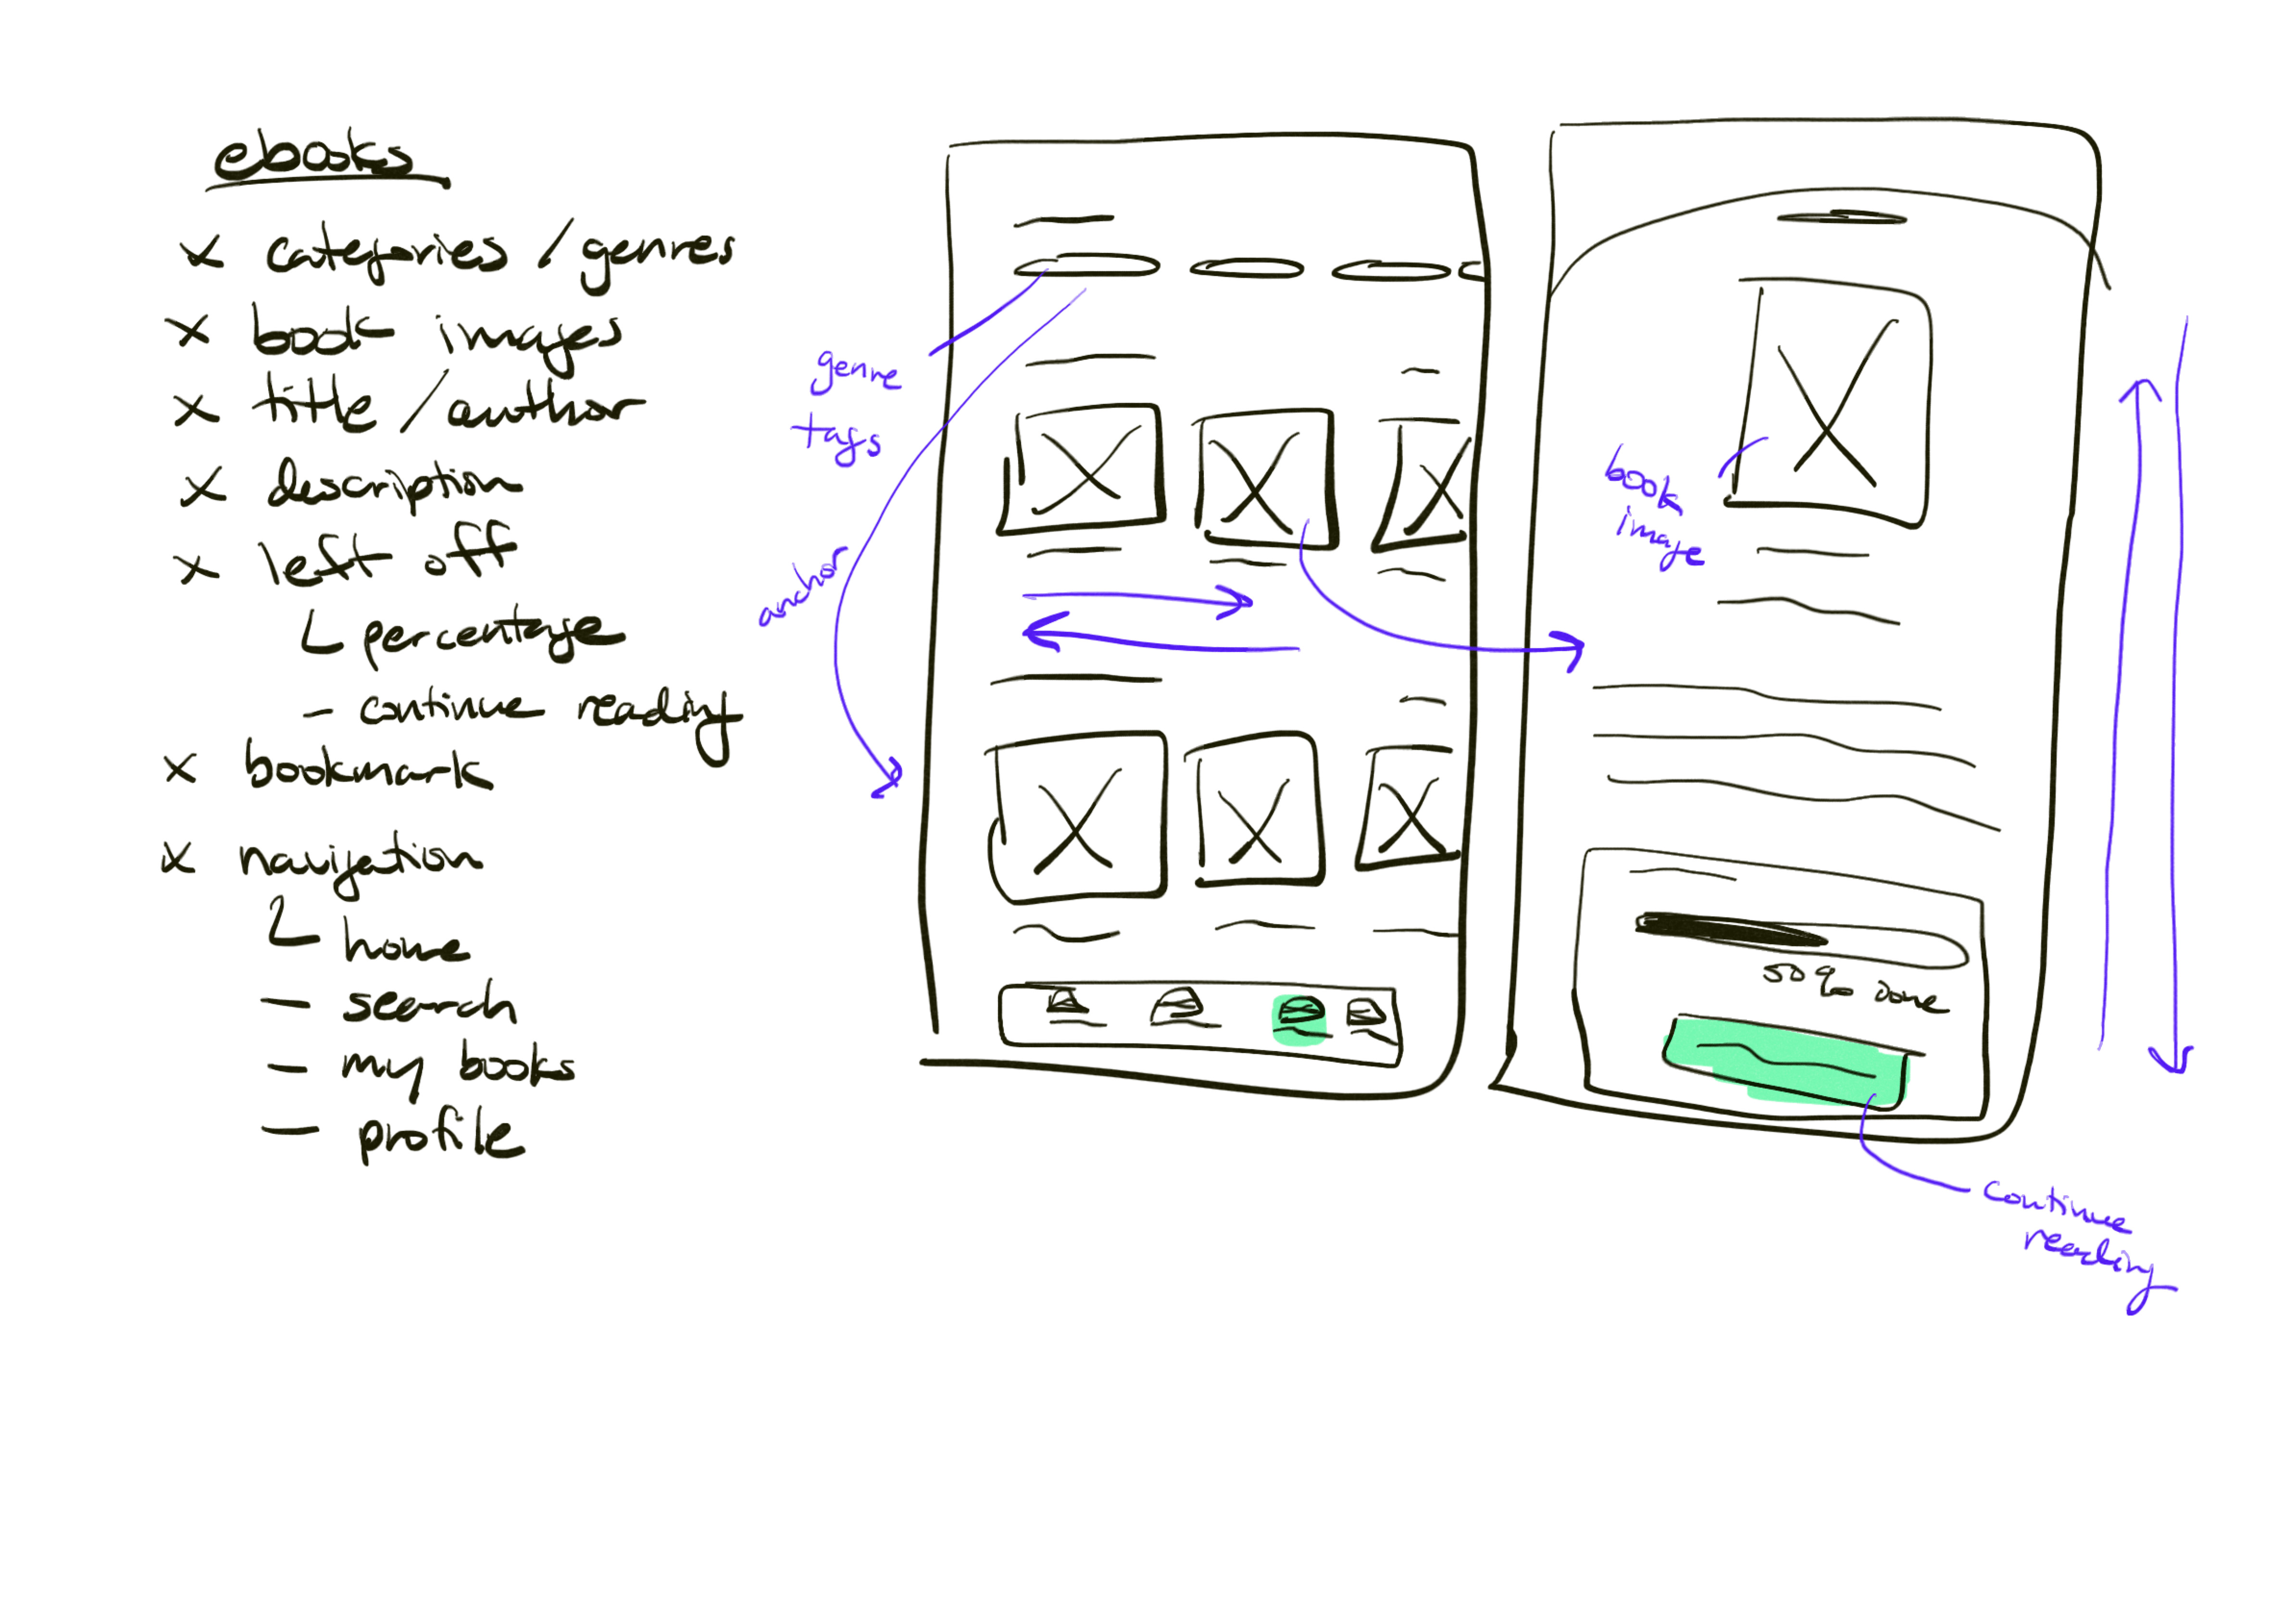 ebooks
x categories / genres
x book images
x title / author
x description
x left off
percentage
- continue reading
x bookmark
x navigation
home
- search
- my books
- profile
genre
tags
anchor
book
image
50% done
continue
reading